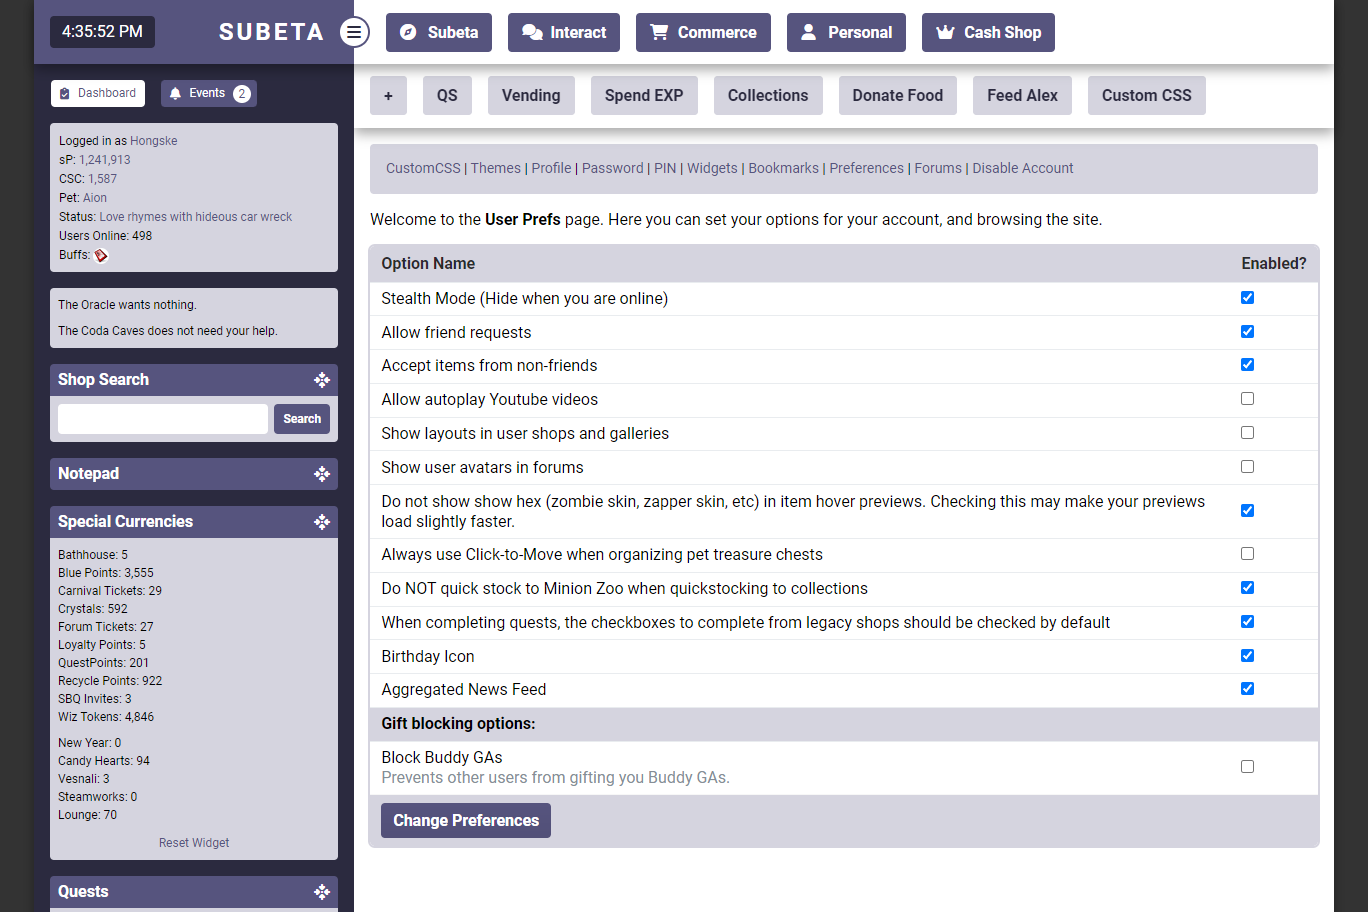 4:35:52 PM
SUBETA
Subeta
Interact
Commerce
Personal
Cash Shop
Dashboard
Events 2
+
QS
Vending
Spend EXP
Collections
Donate Food
Feed Alex
Custom CSS
Logged in as Hongske
sP: 1,241,913
CSC: 1,587
Pet: Aion
Status: Love rhymes with hideous car wreck
Users Online: 498
Buffs:
The Oracle wants nothing.
The Coda Caves does not need your help.
Shop Search
Search
Notepad
Special Currencies
Bathhouse: 5
Blue Points: 3,555
Carnival Tickets: 29
Crystals: 592
Forum Tickets: 27
Loyalty Points: 5
QuestPoints: 201
Recycle Points: 922
SBQ Invites: 3
Wiz Tokens: 4,846
New Year: 0
Candy Hearts: 94
Vesnali: 3
Steamworks: 0
Lounge: 70
Reset Widget
Quests
CustomCSS | Themes | Profile | Password | PIN | Widgets | Bookmarks | Preferences | Forums | Disable Account
Welcome to the User Prefs page. Here you can set your options for your account, and browsing the site.
Option Name Enabled?
Stealth Mode (Hide when you are online)
Allow friend requests
Accept items from non-friends
Allow autoplay Youtube videos
Show layouts in user shops and galleries
Show user avatars in forums
Do not show show hex (zombie skin, zapper skin, etc) in item hover previews. Checking this may make your previews
load slightly faster.
Always use Click-to-Move when organizing pet treasure chests
Do NOT quick stock to Minion Zoo when quickstocking to collections
When completing quests, the checkboxes to complete from legacy shops should be checked by default
Birthday Icon
Aggregated News Feed
Gift blocking options:
Block Buddy GAs
Prevents other users from gifting you Buddy GAs.
Change Preferences